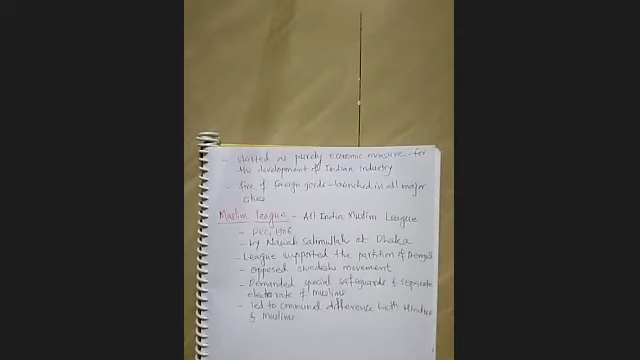 - started as purely economic measure - for
the development of Indian industry
- fire of foreign goods - launched in all major
cities
Muslim league - All India Muslim League
- Dec, 1906
- by Nawab Salimullah at Dhaka
- League supported the partition of Bengal
- opposed swadeshi movement
- Demanded special safeguards & separate
electorate of muslims
- led to communal difference betn Hindus
& Muslims